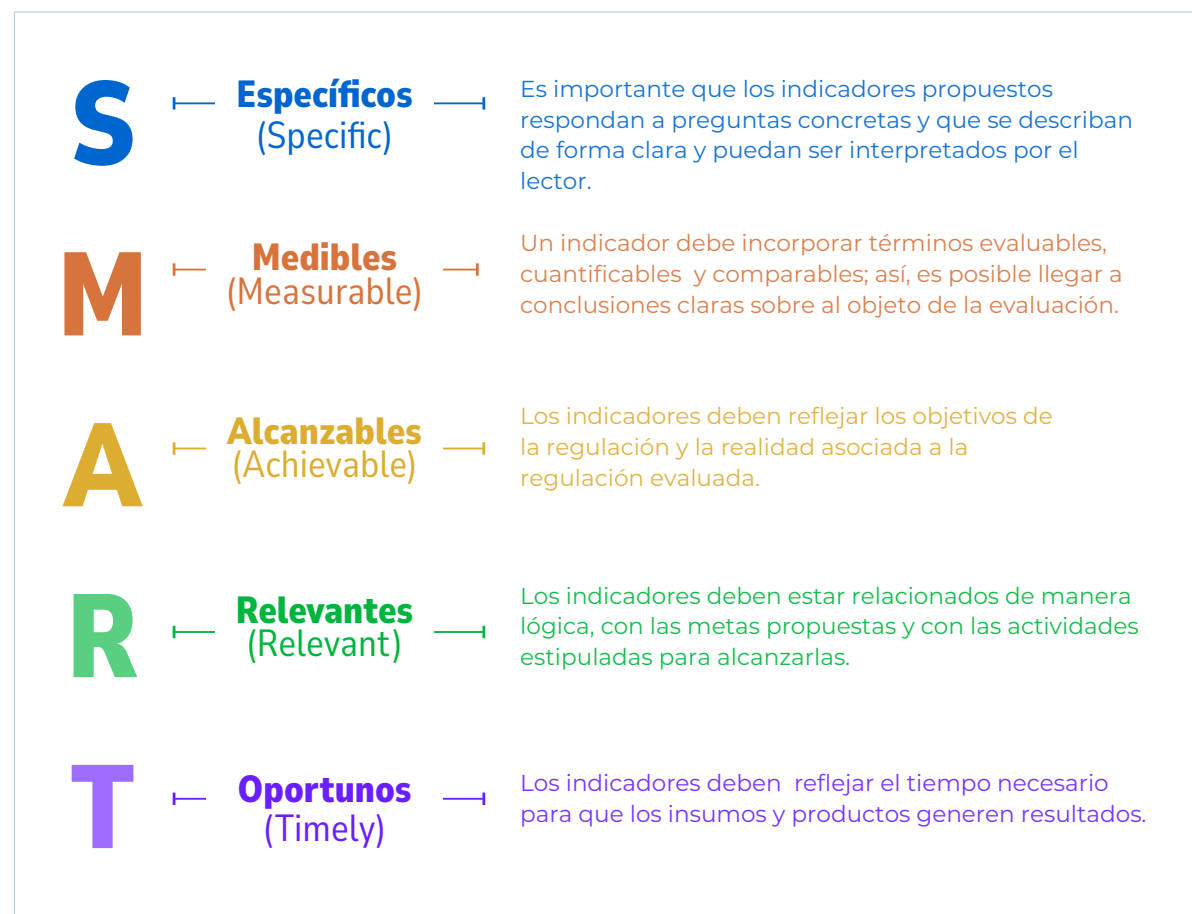 S
Específicos
(Specific)
Es importante que los indicadores propuestos
respondan a preguntas concretas y que se describan
de forma clara y puedan ser interpretados por el
lector.
M
Medibles
(Measurable)
Un indicador debe incorporar términos evaluables,
cuantificables y comparables; así, es posible llegar a
conclusiones claras sobre al objeto de la evaluación.
A
Alcanzables
(Achievable)
Los indicadores deben reflejar los objetivos de
la regulación y la realidad asociada a la
regulación evaluada.
R
Relevantes
(Relevant)
Los indicadores deben estar relacionados de manera
lógica, con las metas propuestas y con las actividades
estipuladas para alcanzarlas.
T
Oportunos
(Timely)
Los indicadores deben reflejar el tiempo necesario
para que los insumos y productos generen resultados.